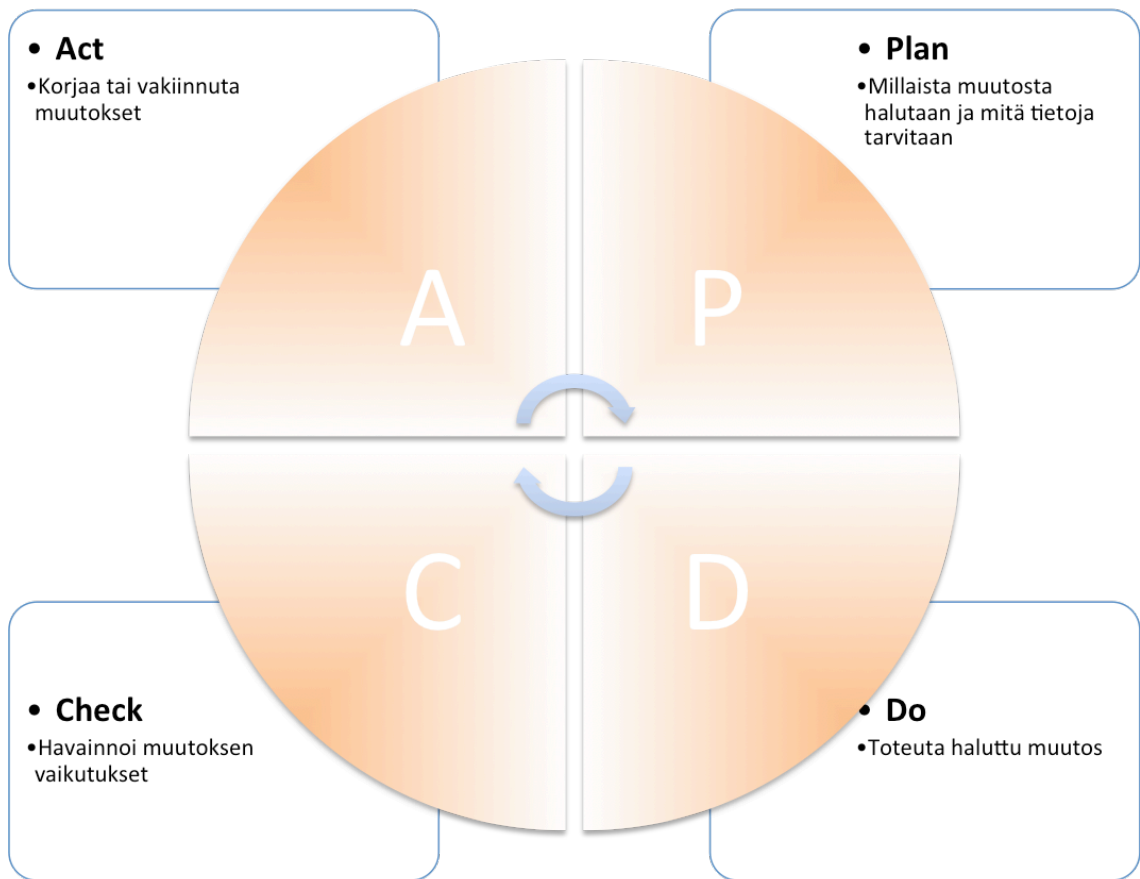 • Act
•Korjaa tai vakiinnuta
muutokset
• Plan
•Millaista muutosta
halutaan ja mitä tietoja
tarvitaan
A
P
C
D
• Check
•Havainnoi muutoksen
vaikutukset
• Do
•Toteuta haluttu muutos